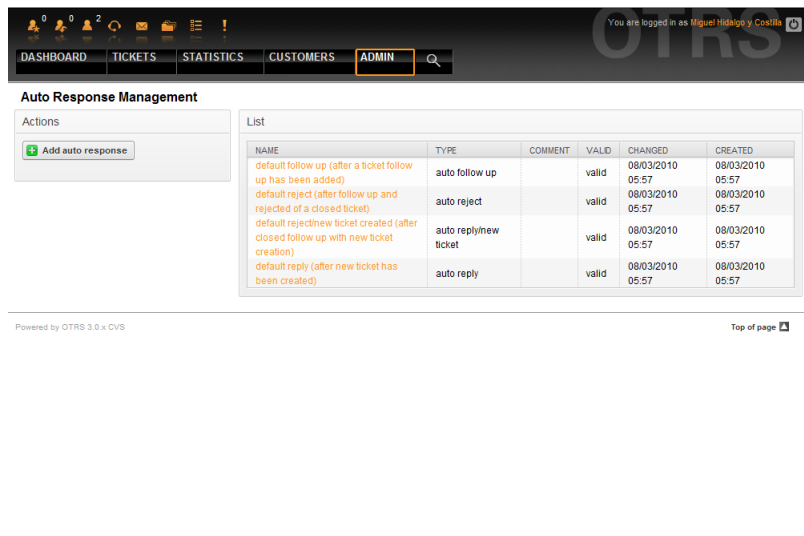 0 0 2
OTRS
You are logged in as Miguel Hidalgo y Costilla
DASHBOARD TICKETS STATISTICS CUSTOMERS ADMIN
Auto Response Management
Actions
Add auto response
List
NAME TYPE COMMENT VALID CHANGED CREATED
default follow up (after a ticket follow
up has been added)
auto follow up valid 08/03/2010 05:57 08/03/2010 05:57
default reject (after follow up and
rejected of a closed ticket)
auto reject valid 08/03/2010 05:57 08/03/2010 05:57
default reject/new ticket created (after
closed follow up with new ticket
creation)
auto reply/new
ticket
valid 08/03/2010 05:57 08/03/2010 05:57
default reply (after new ticket has
been created)
auto reply valid 08/03/2010 05:57 08/03/2010 05:57
Powered by OTRS 3.0.x CVS
Top of page